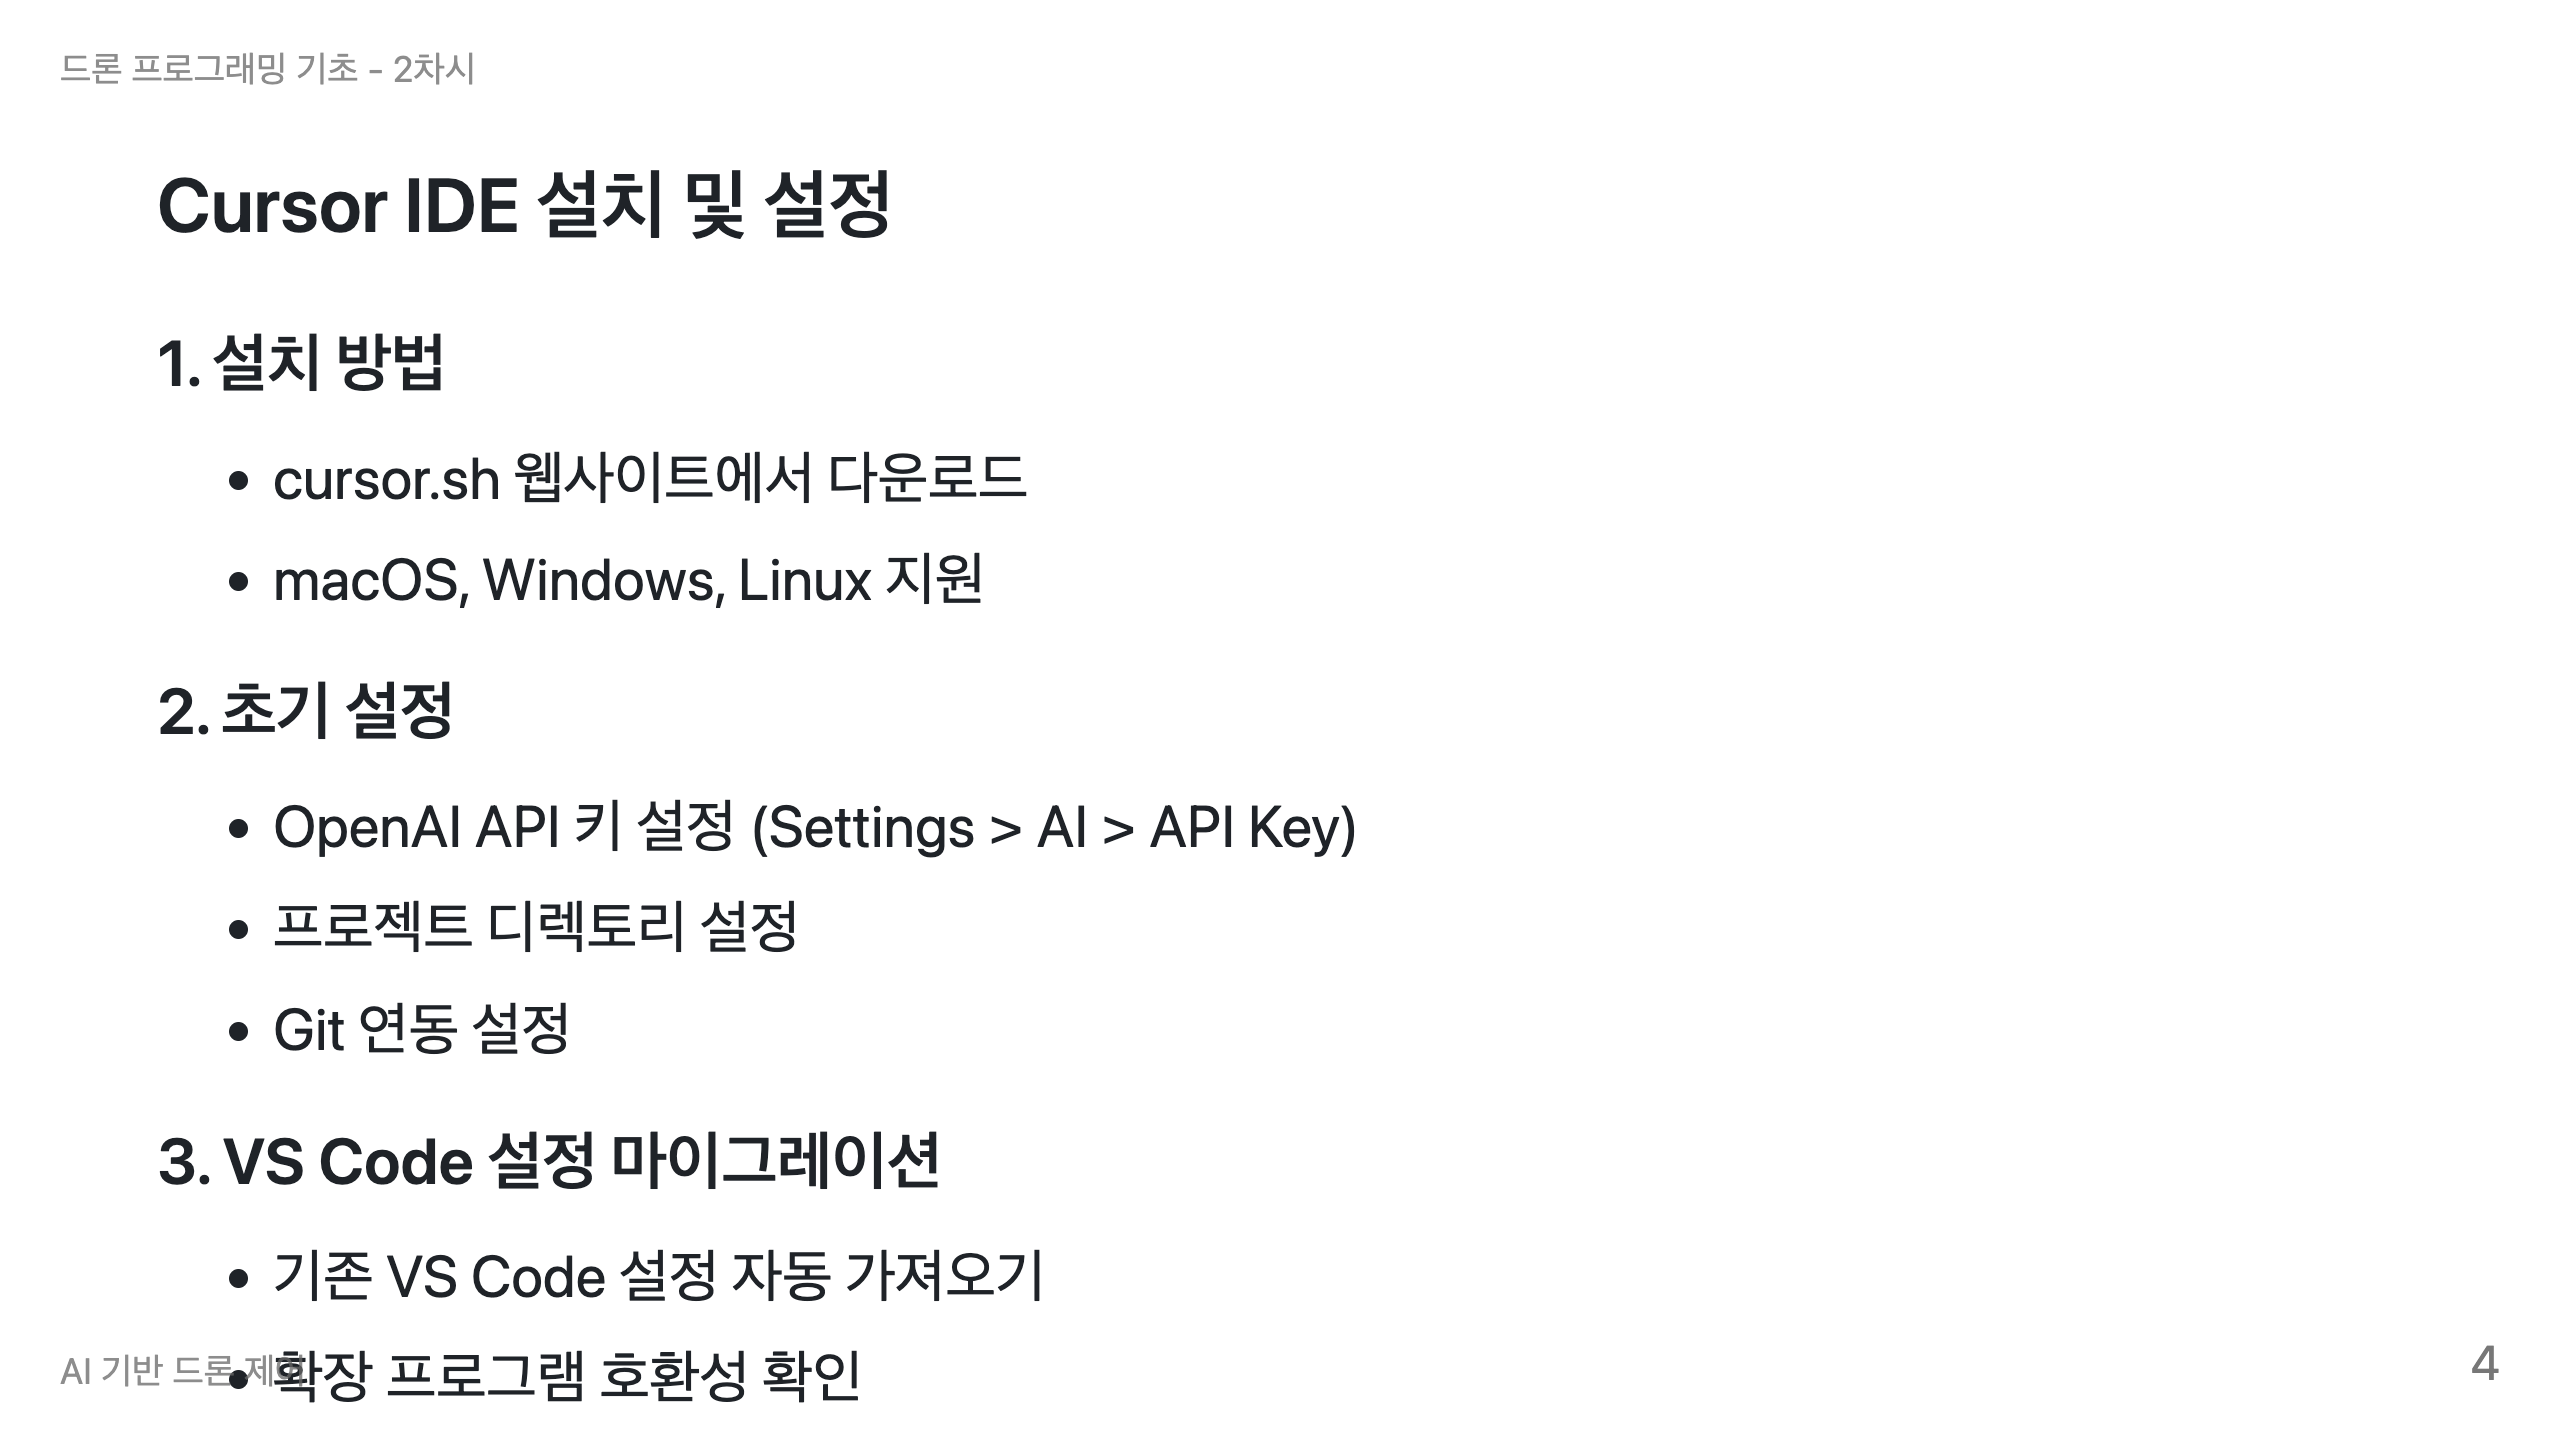 드론 프로그래밍 기초 - 2차시
Cursor IDE 설치 및 설정
1. 설치 방법
• cursor.sh 웹사이트에서 다운로드
• macOS, Windows, Linux 지원
2. 초기 설정
• OpenAI API 키 설정 (Settings > AI > API Key)
• 프로젝트 디렉토리 설정
• Git 연동 설정
3. VS Code 설정 마이그레이션
• 기존 VS Code 설정 자동 가져오기
• 확장 프로그램 호환성 확인
AI 기반 드론 제어
4